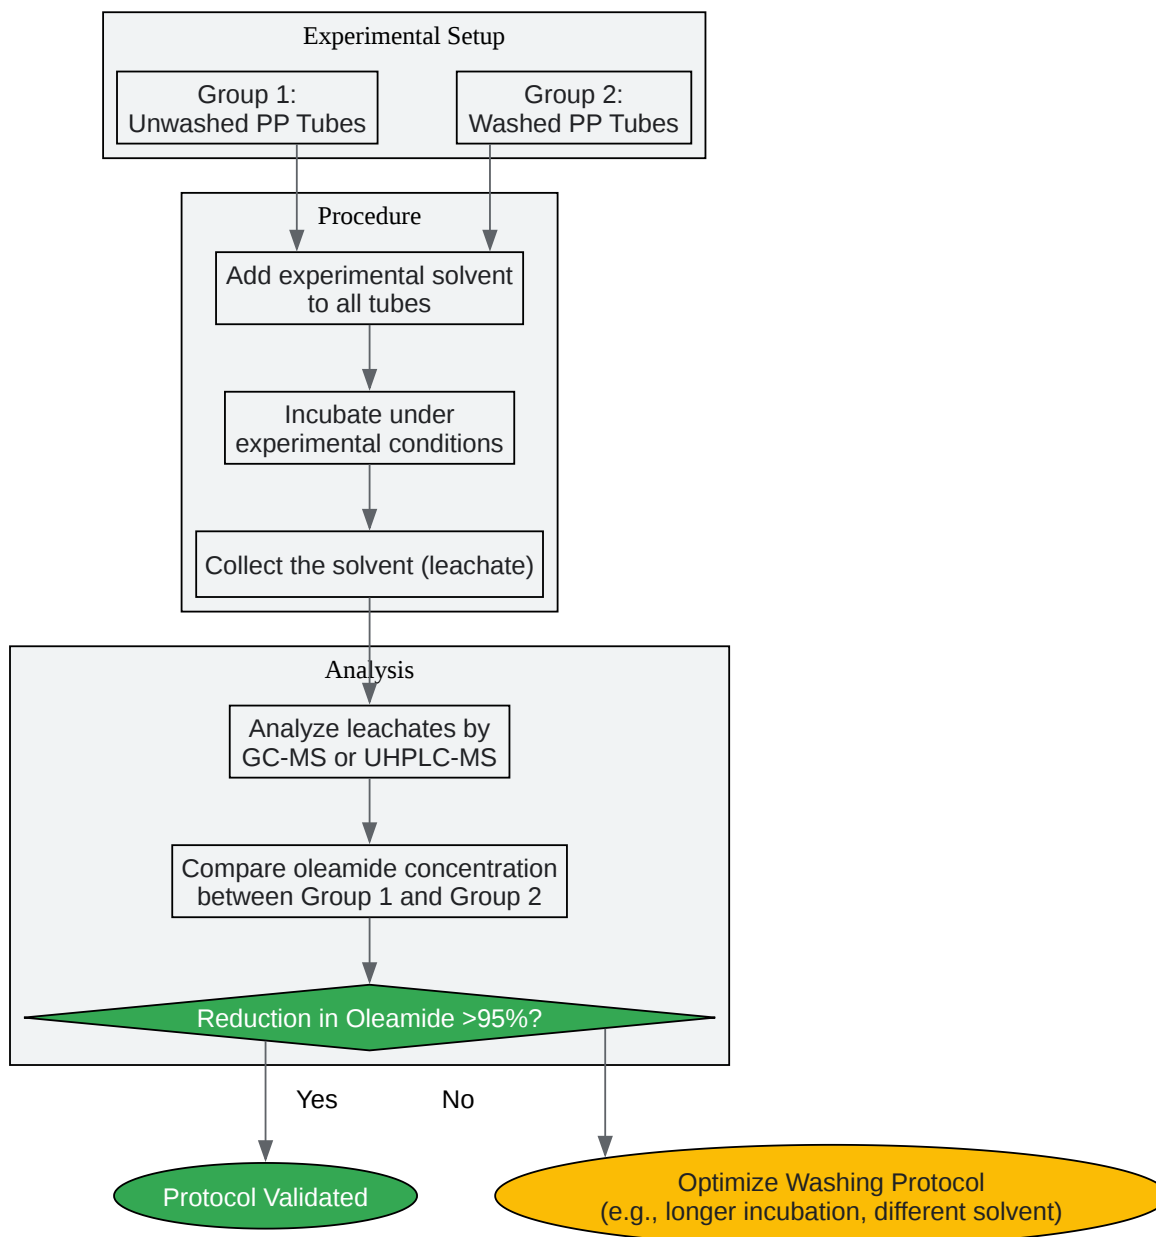 Experimental Setup
Group 1:
Unwashed PP Tubes
Group 2:
Washed PP Tubes
Procedure
Add experimental solvent
to all tubes
Incubate under
experimental conditions
Collect the solvent (leachate)
Analysis
Analyze leachates by
GC-MS or UHPLC-MS
Compare oleamide concentration
between Group 1 and Group 2
Reduction in Oleamide >95%?
Yes
No
Protocol Validated
Optimize Washing Protocol
(e.g., longer incubation, different solvent)